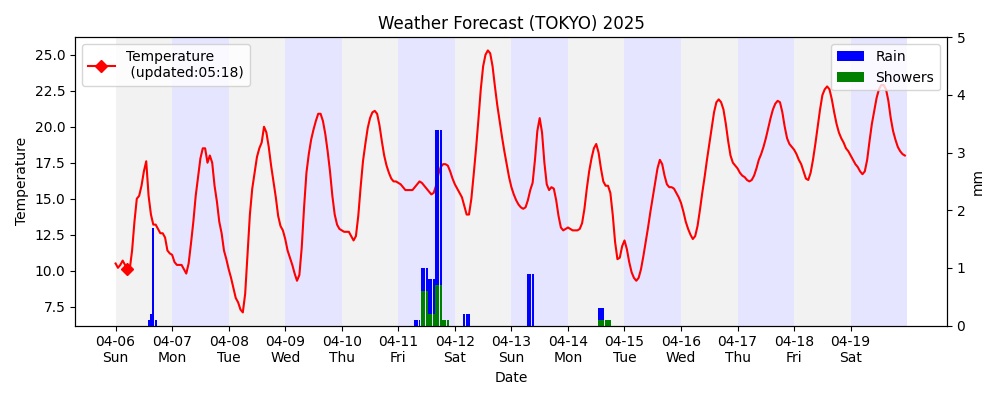 Weather Forecast (TOKYO) 2025
Temperature
(updated:05:18)
Rain
Showers
25.0
22.5
20.0
17.5
15.0
12.5
10.0
7.5
Temperature
5
4
3
2
1
0
mm
04-06 04-07 04-08 04-09 04-10 04-11 04-12 04-13 04-14 04-15 04-16 04-17 04-18 04-19
Sun Mon Tue Wed Thu Fri Sat Sun Mon Tue Wed Thu Fri Sat
Date